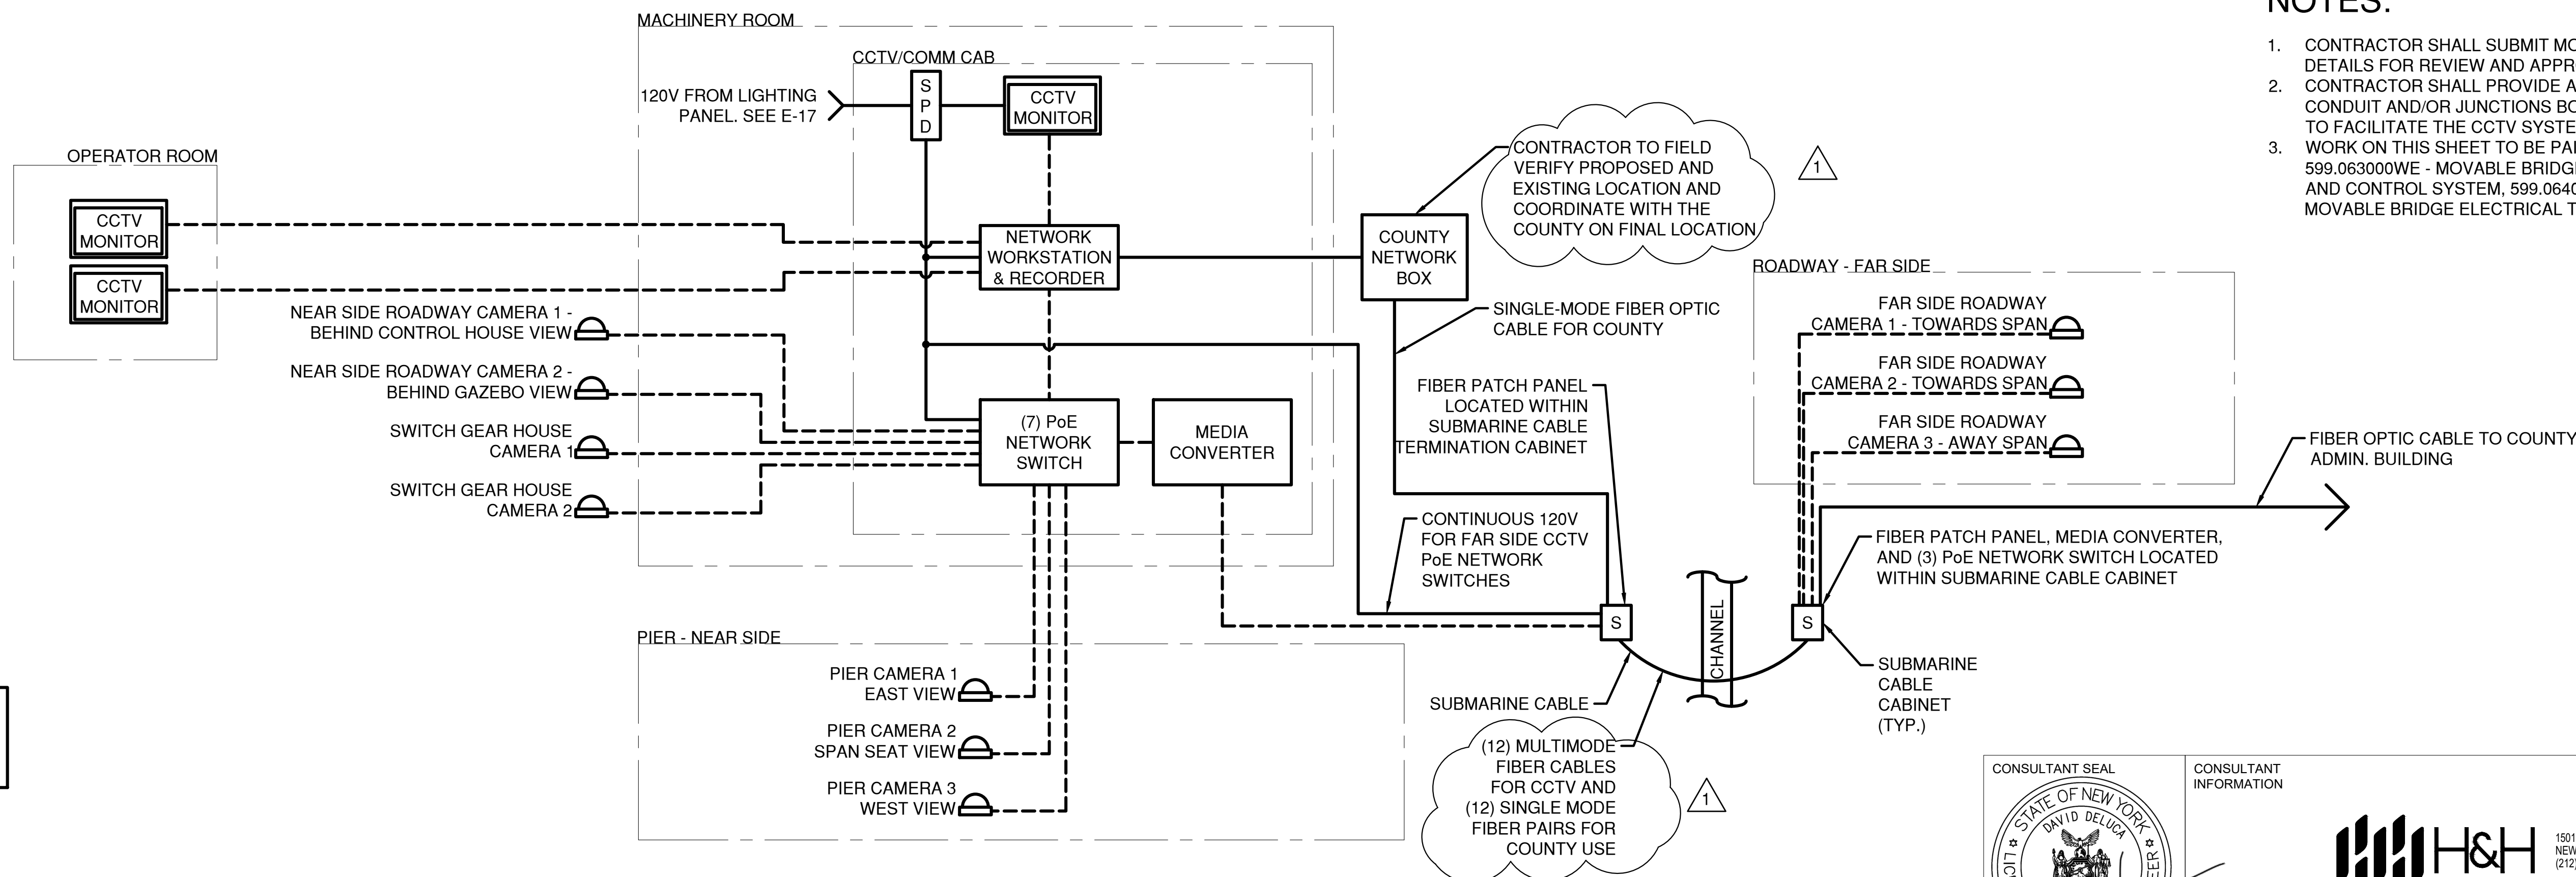 MACHINERY ROOM
CCTV/COMM CAB
120V FROM LIGHTING
PANEL. SEE E-17
S
P
D
CCTV
MONITOR
OPERATOR ROOM
CCTV
MONITOR
CCTV
MONITOR
NETWORK
WORKSTATION
& RECORDER
COUNTY
NETWORK
BOX
CONTRACTOR TO FIELD
VERIFY PROPOSED AND
EXISTING LOCATION AND
COORDINATE WITH THE
COUNTY ON FINAL LOCATION
1
NOTES:
1. CONTRACTOR SHALL SUBMIT
DETAILS FOR REVIEW AND
2. CONTRACTOR SHALL PROVIDE
CONDUIT AND/OR JUNCTIONS
TO FACILITATE THE CCTV
3. WORK ON THIS SHEET TO BE
599.063000WE - MOVABLE
AND CONTROL SYSTEM,
MOVABLE BRIDGE ELECTRICAL
NEAR SIDE ROADWAY CAMERA 1 -
BEHIND CONTROL HOUSE VIEW
NEAR SIDE ROADWAY CAMERA 2 -
BEHIND GAZEBO VIEW
SWITCH GEAR HOUSE
CAMERA 1
SWITCH GEAR HOUSE
CAMERA 2
(7) PoE
NETWORK
SWITCH
MEDIA
CONVERTER
SINGLE-MODE FIBER OPTIC
CABLE FOR COUNTY
FIBER PATCH PANEL
LOCATED WITHIN
SUBMARINE CABLE
TERMINATION CABINET
CONTINUOUS 120V
FOR FAR SIDE CCTV
PoE NETWORK
SWITCHES
ROADWAY - FAR SIDE
FAR SIDE ROADWAY
CAMERA 1 - TOWARDS SPAN
FAR SIDE ROADWAY
CAMERA 2 - TOWARDS SPAN
FAR SIDE ROADWAY
CAMERA 3 - AWAY SPAN
FIBER OPTIC CABLE TO COUNTY
ADMIN. BUILDING
FIBER PATCH PANEL, MEDIA CONVERTER,
AND (3) PoE NETWORK SWITCH LOCATED
WITHIN SUBMARINE CABLE CABINET
S
CHANNEL
S
SUBMARINE
CABLE
CABINET
(TYP.)
SUBMARINE CABLE
(12) MULTIMODE
FIBER CABLES
FOR CCTV AND
(12) SINGLE MODE
FIBER PAIRS FOR
COUNTY USE
1
PIER - NEAR SIDE
PIER CAMERA 1
EAST VIEW
PIER CAMERA 2
SPAN SEAT VIEW
PIER CAMERA 3
WEST VIEW
CONSULTANT SEAL
STATE OF NEW YORK
DAVID DELUCA
CONSULTANT
INFORMATION
H&H
1501
NEW
(212)